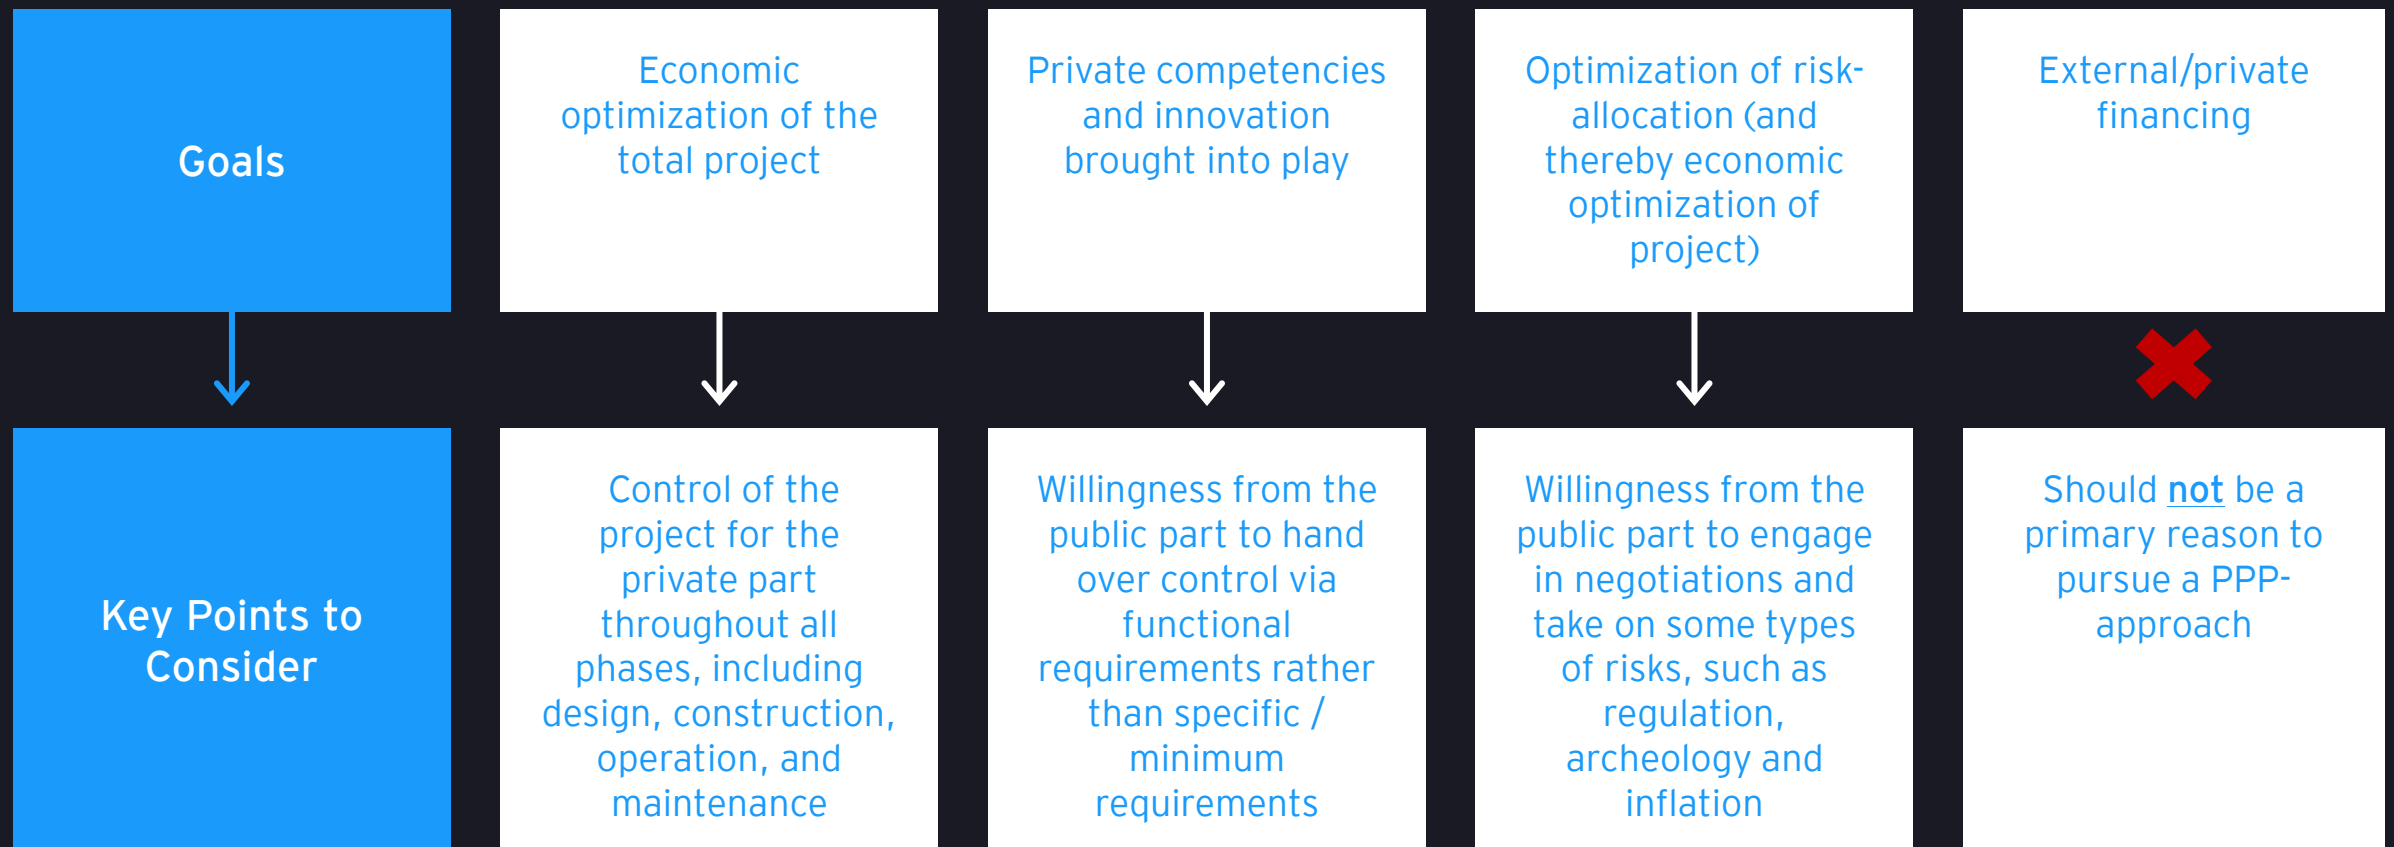 Goals
Economic
optimization of the
total project
Private competencies
and innovation
brought into play
Optimization of risk-
allocation (and
thereby economic
optimization of
project)
External/private
financing
Key Points to
Consider
Control of the
project for the
private part
throughout all
phases, including
design, construction,
operation, and
maintenance
Willingness from the
public part to hand
over control via
functional
requirements rather
than specific /
minimum
requirements
Willingness from the
public part to engage
in negotiations and
take on some types
of risks, such as
regulation,
archeology and
inflation
Should not be a
primary reason to
pursue a PPP-
approach